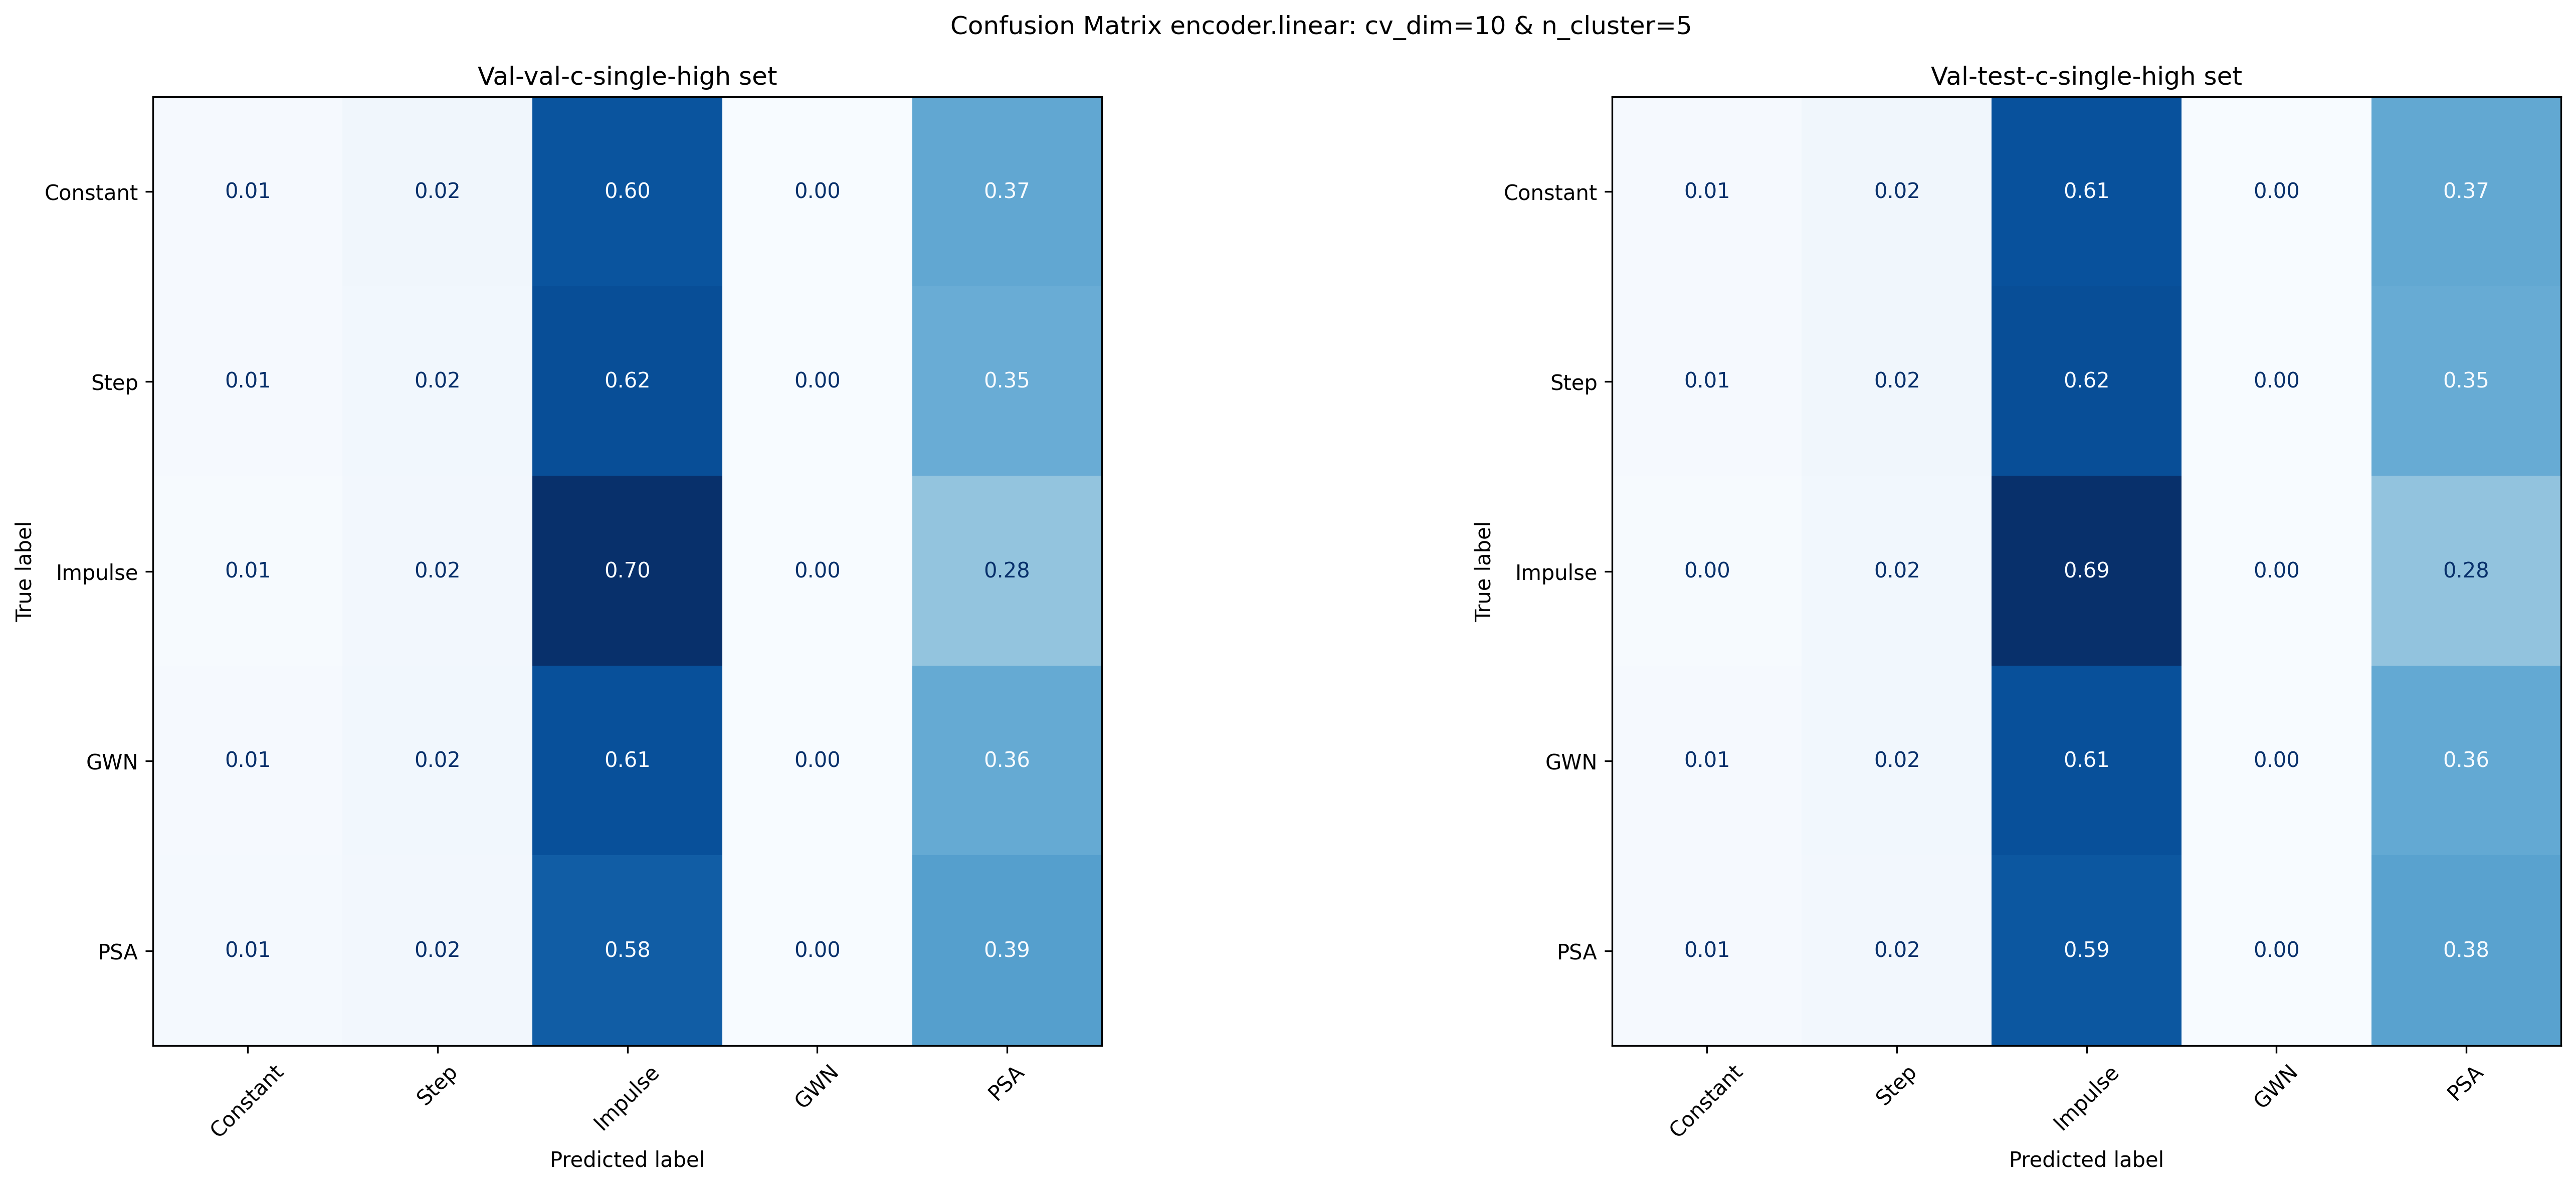 Confusion Matrix encoder.linear: cv_dim=10 & n_cluster=5
Val-val-c-single-high set
True label
Constant 0.01 0.02 0.60 0.00 0.37
Step 0.01 0.02 0.62 0.00 0.35
Impulse 0.01 0.02 0.70 0.00 0.28
GWN 0.01 0.02 0.61 0.00 0.36
PSA 0.01 0.02 0.58 0.00 0.39
Constant Step Impulse GWN PSA
Predicted label
Val-test-c-single-high set
True label
Constant 0.01 0.02 0.61 0.00 0.37
Step 0.01 0.02 0.62 0.00 0.35
Impulse 0.00 0.02 0.69 0.00 0.28
GWN 0.01 0.02 0.61 0.00 0.36
PSA 0.01 0.02 0.59 0.00 0.38
Constant Step Impulse GWN PSA
Predicted label